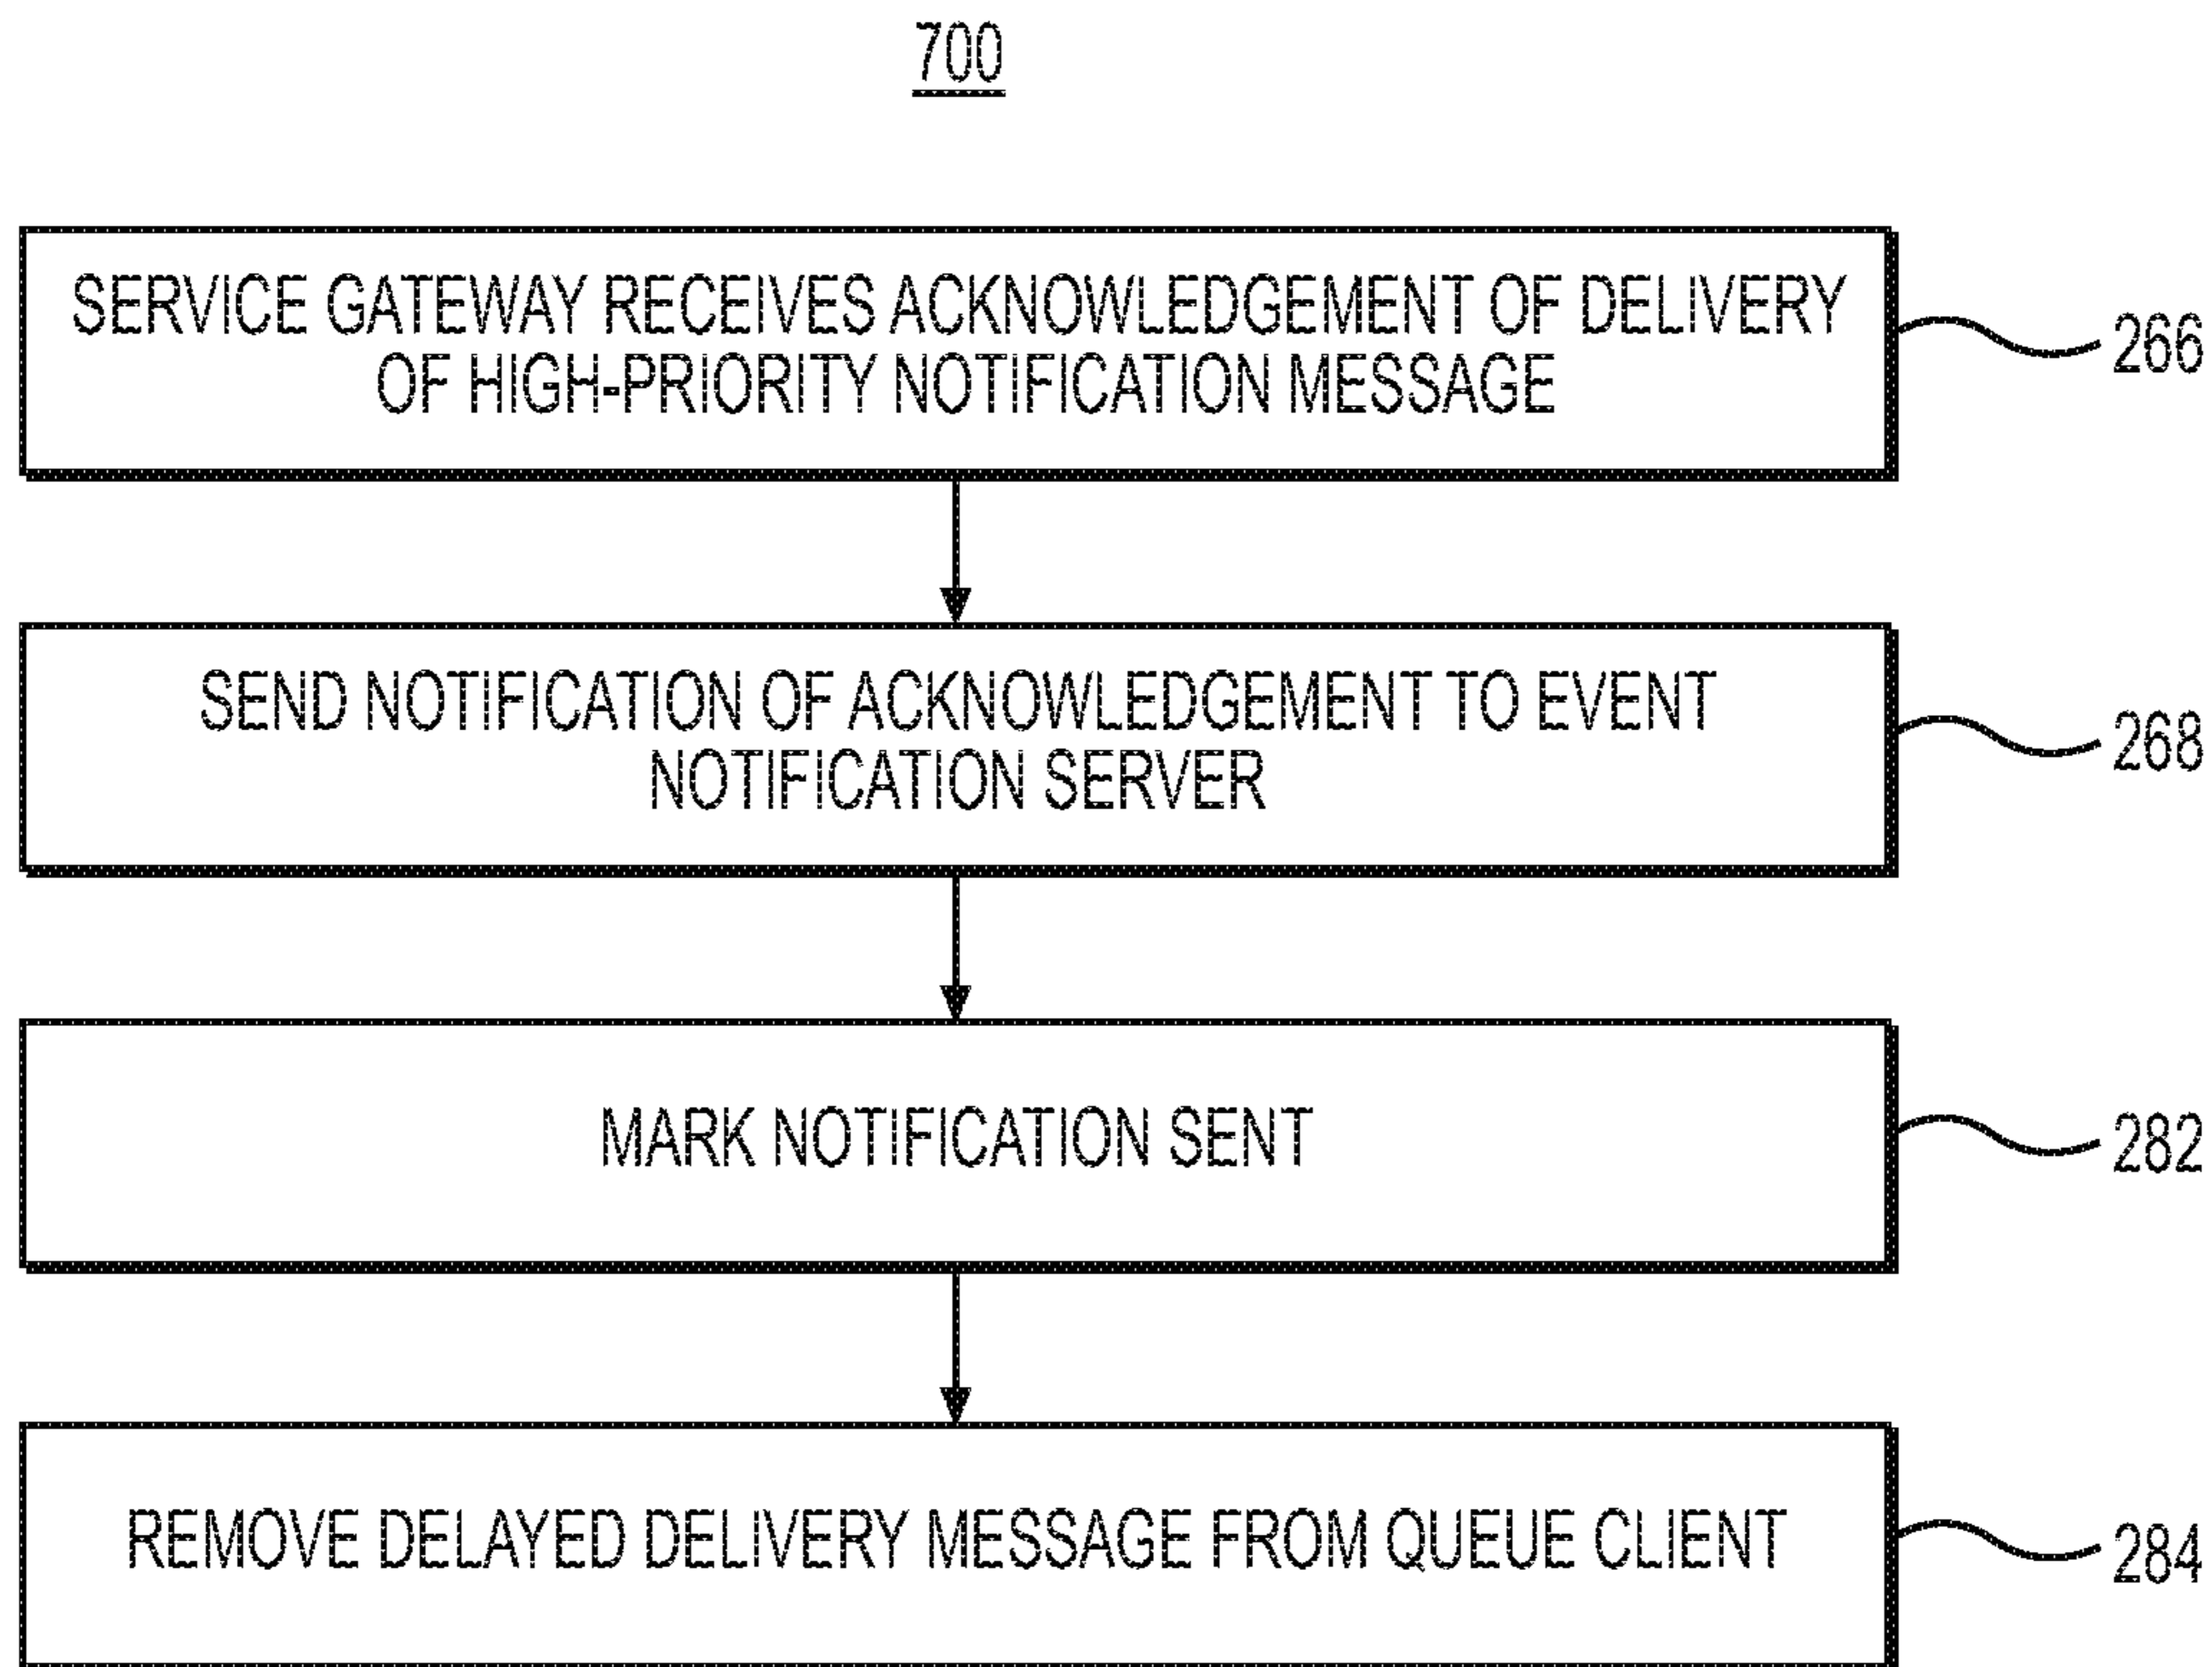 700
SERVICE GATEWAY RECEIVES ACKNOWLEDGEMENT OF DELIVERY
OF HIGH-PRIORITY NOTIFICATION MESSAGE
266
SEND NOTIFICATION OF ACKNOWLEDGEMENT TO EVENT
NOTIFICATION SERVER
268
MARK NOTIFICATION SENT
282
REMOVE DELAYED DELIVERY MESSAGE FROM QUEUE CLIENT
284